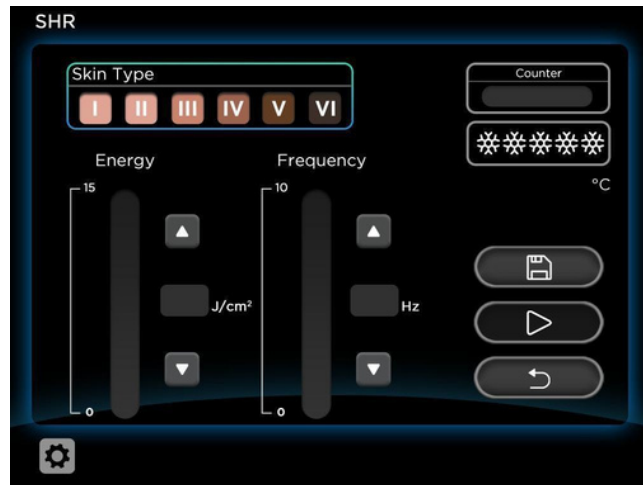 SHR
Skin Type
I II III IV V VI
Counter
Energy
Frequency
°C
15
10
J/cm²
Hz
0
0